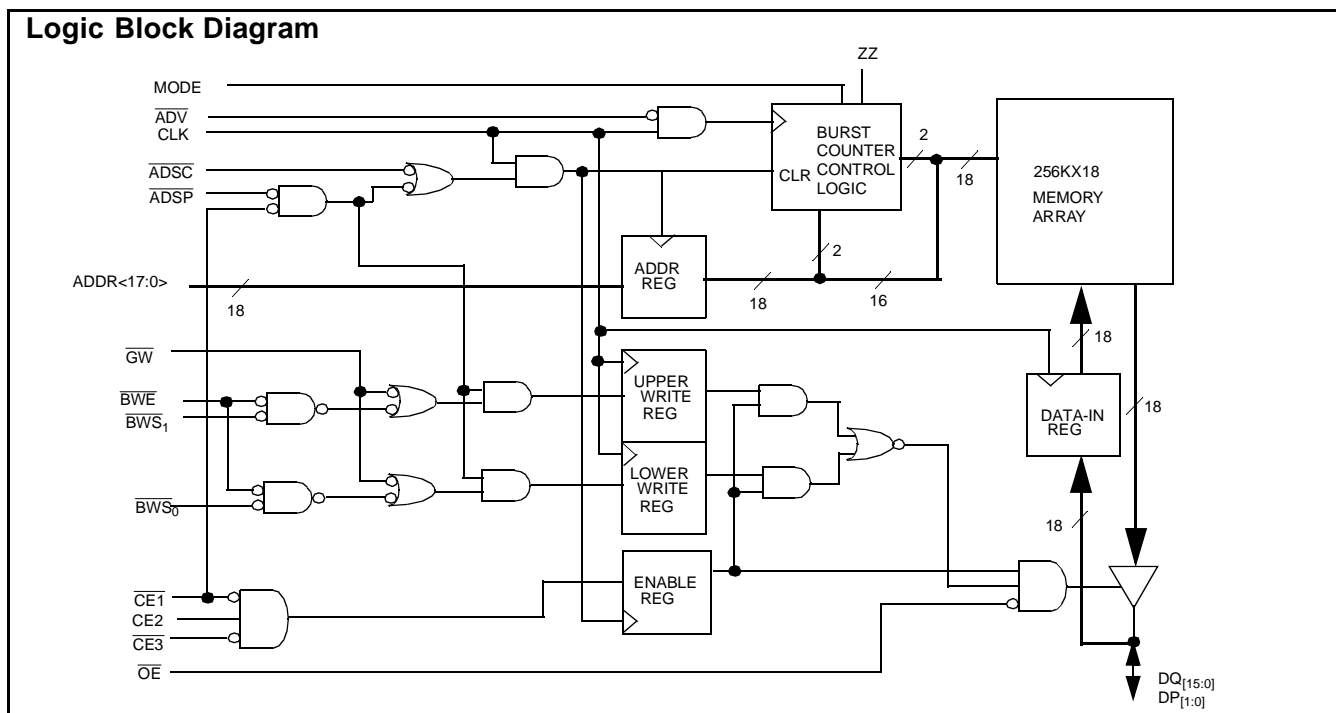 Logic Block Diagram
ZZ
MODE
ADV
CLK
ADSC
ADSP
BURST
COUNTER
CLR CONTROL
LOGIC
2
18
256KX18
MEMORY
ARRAY
2
ADDR<17:0>
18
ADDR
REG
18
16
GW
BWE
BWS1
BWS0
UPPER
WRITE
REG
LOWER
WRITE
REG
18
DATA-IN
REG
18
18
CE1
CE2
CE3
OE
ENABLE
REG
DQ[15:0]
DP[1:0]